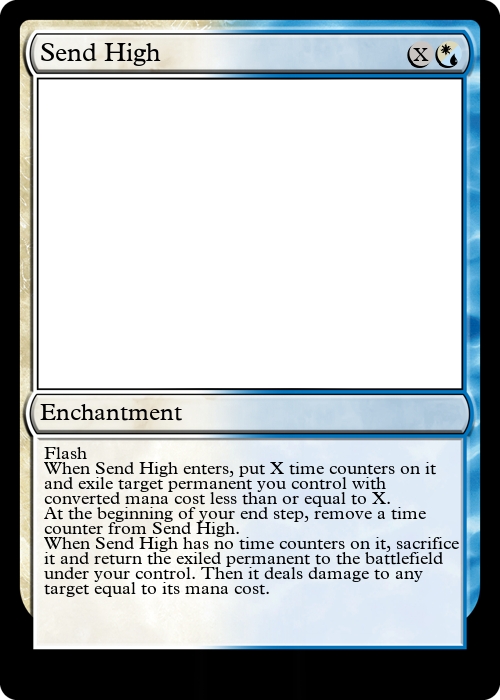 Send High X
Enchantment
Flash
When Send High enters, put X time counters on it
and exile target permanent you control with
converted mana cost less than or equal to X.
At the beginning of your end step, remove a time
counter from Send High.
When Send High has no time counters on it, sacrifice
it and return the exiled permanent to the battlefield
under your control. Then it deals damage to any
target equal to its mana cost.